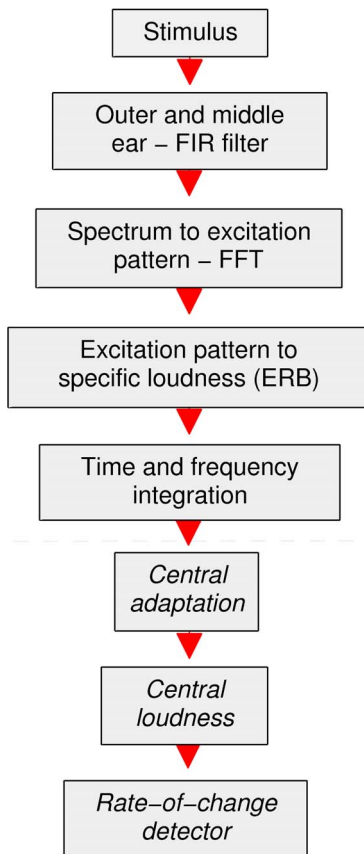 Stimulus
Outer and middle
ear – FIR filter
Spectrum to excitation
pattern – FFT
Excitation pattern to
specific loudness (ERB)
Time and frequency
integration
Central
adaptation
Central
loudness
Rate–of–change
detector